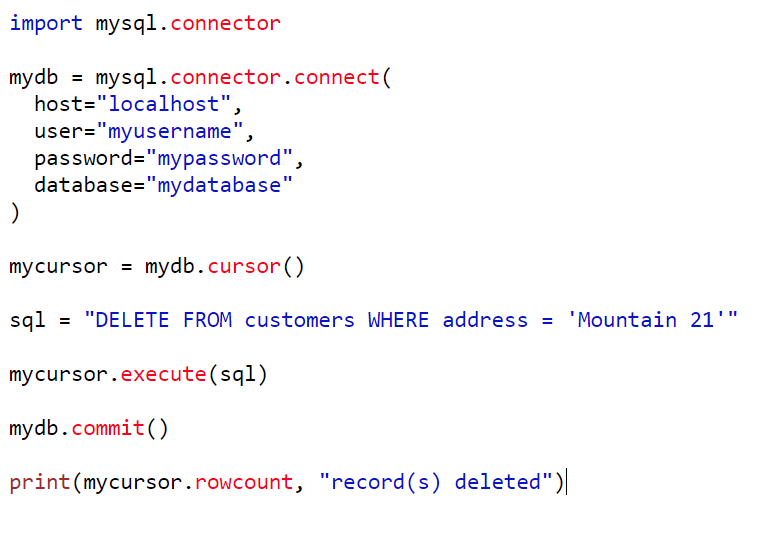 import mysql.connector
mydb = mysql.connector.connect(
  host="localhost",
  user="myusername",
  password="mypassword",
  database="mydatabase"
)
mycursor = mydb.cursor()
sql = "DELETE FROM customers WHERE address = 'Mountain 21'"
mycursor.execute(sql)
mydb.commit()
print(mycursor.rowcount, "record(s) deleted")